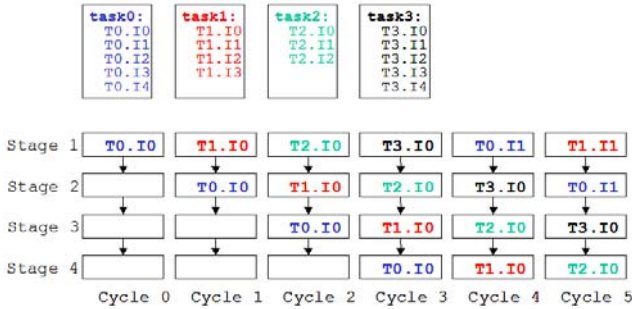 task0: task1: task2: task3:
T0.I0 T1.I0 T2.I0 T3.I0
T0.I1 T1.I1 T2.I1 T3.I1
T0.I2 T1.I2 T2.I2 T3.I2
T0.I3 T1.I3 T3.I3
T0.I4 T3.I4
Stage 1 T0.I0 T1.I0 T2.I0 T3.I0 T0.I1 T1.I1
Stage 2 T0.I0 T1.I0 T2.I0 T3.I0 T0.I1
Stage 3 T0.I0 T1.I0 T2.I0 T3.I0
Stage 4 T0.I0 T1.I0 T2.I0
Cycle 0 Cycle 1 Cycle 2 Cycle 3 Cycle 4 Cycle 5